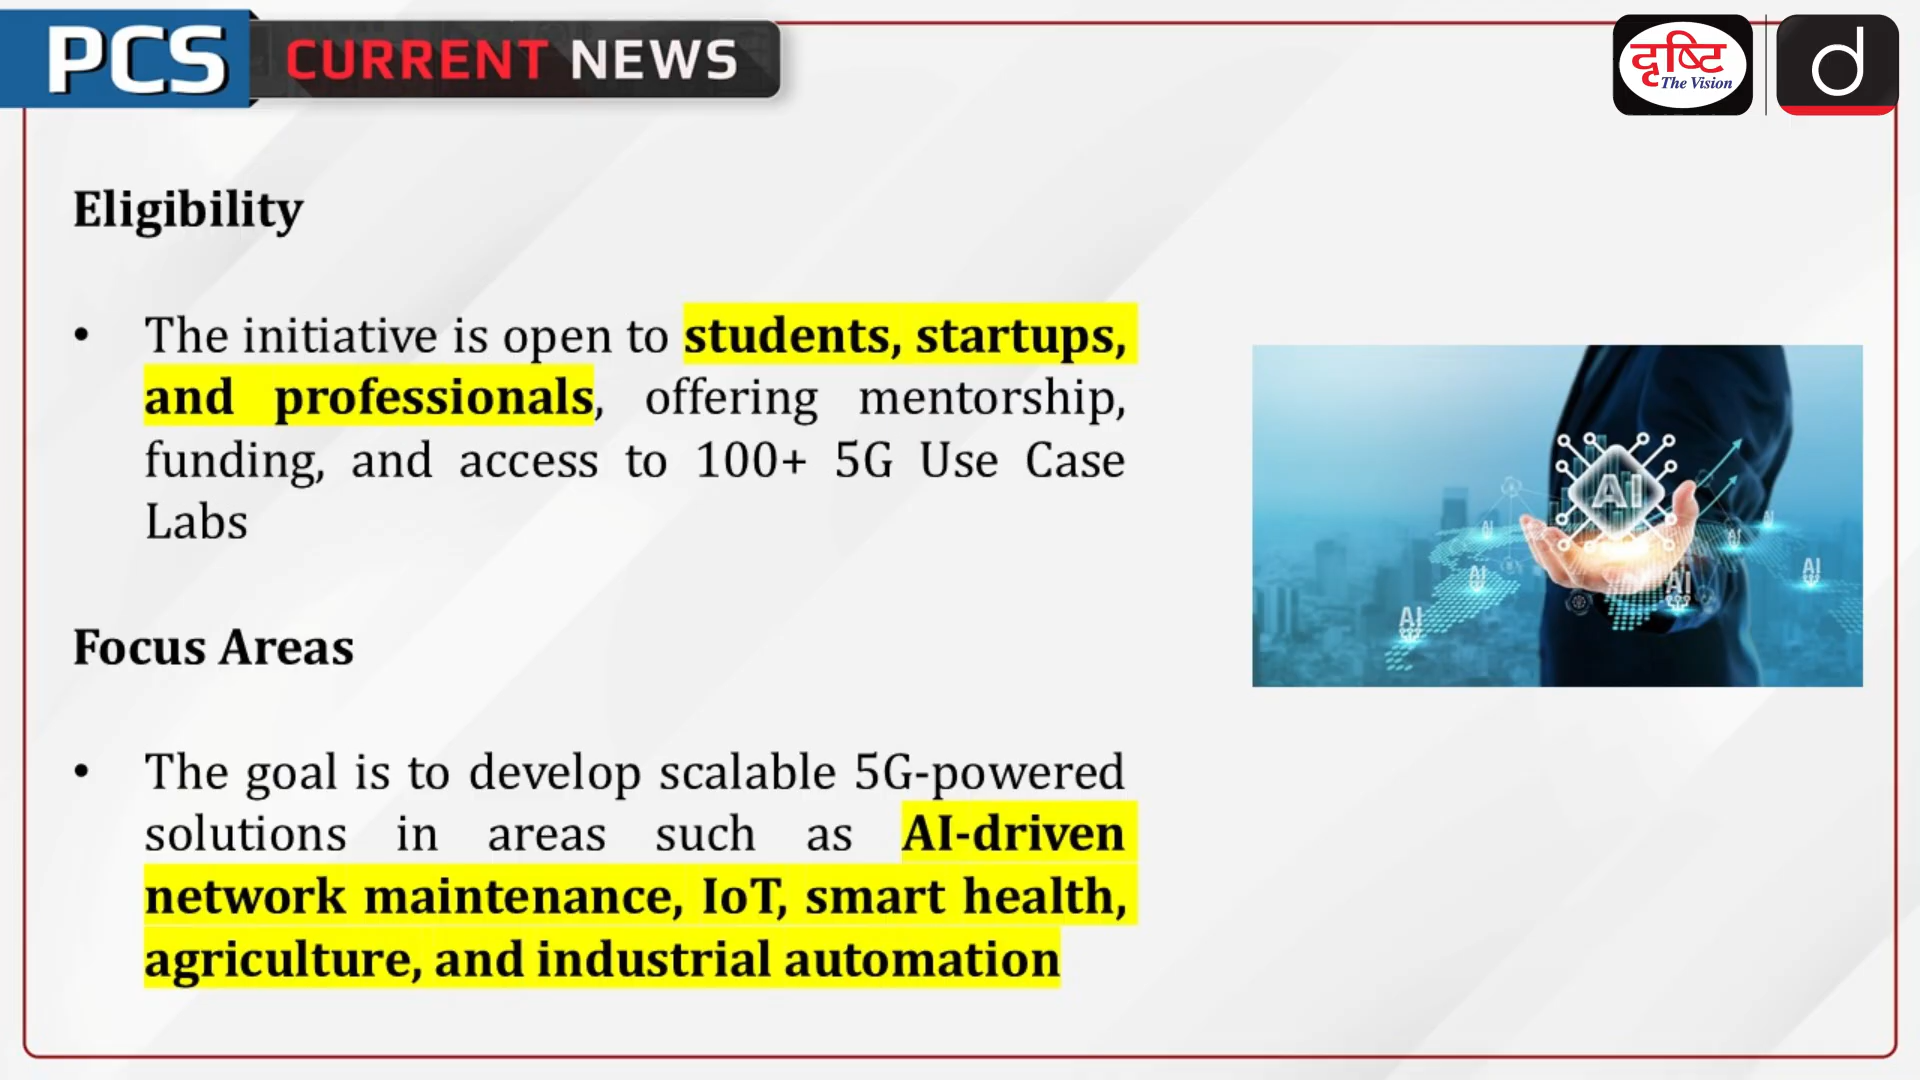 PCS CURRENT NEWS
दृष्टि
The Vision
d
Eligibility
• The initiative is open to students, startups,
and professionals, offering mentorship,
funding, and access to 100+ 5G Use Case
Labs
AI
AI
AI
AI
AI
AI
AI
AI
Focus Areas
• The goal is to develop scalable 5G-powered
solutions in areas such as AI-driven
network maintenance, IoT, smart health,
agriculture, and industrial automation